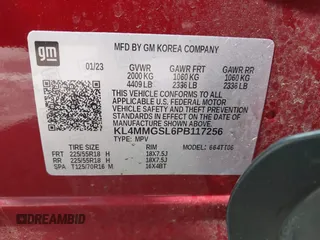 gm
MFD BY GM KOREA COMPANY
01/23 GVWR GAWR FRT GAWR RR
2000 KG 1060 KG 1060 KG
4409 LB 2336 LB 2336 LB
THIS VEHICLE CONFORMS TO ALL APPLICABLE U.S.
FEDERAL MOTOR VEHICLE SAFETY AND THEFT PREVENTION
STANDARDS IN EFFECT ON THE DATE OF MANUFACTURE
SHOWN ABOVE.
KL4MMGSL6PB117256
TYPE: MPV
TIRE SIZE RIM MODEL:
FRT 225/55R18 H 18X7.5J
RR 225/55R18 H 18X7.5J
SPA T125/70R16 M 16X4BT
DREAMBID